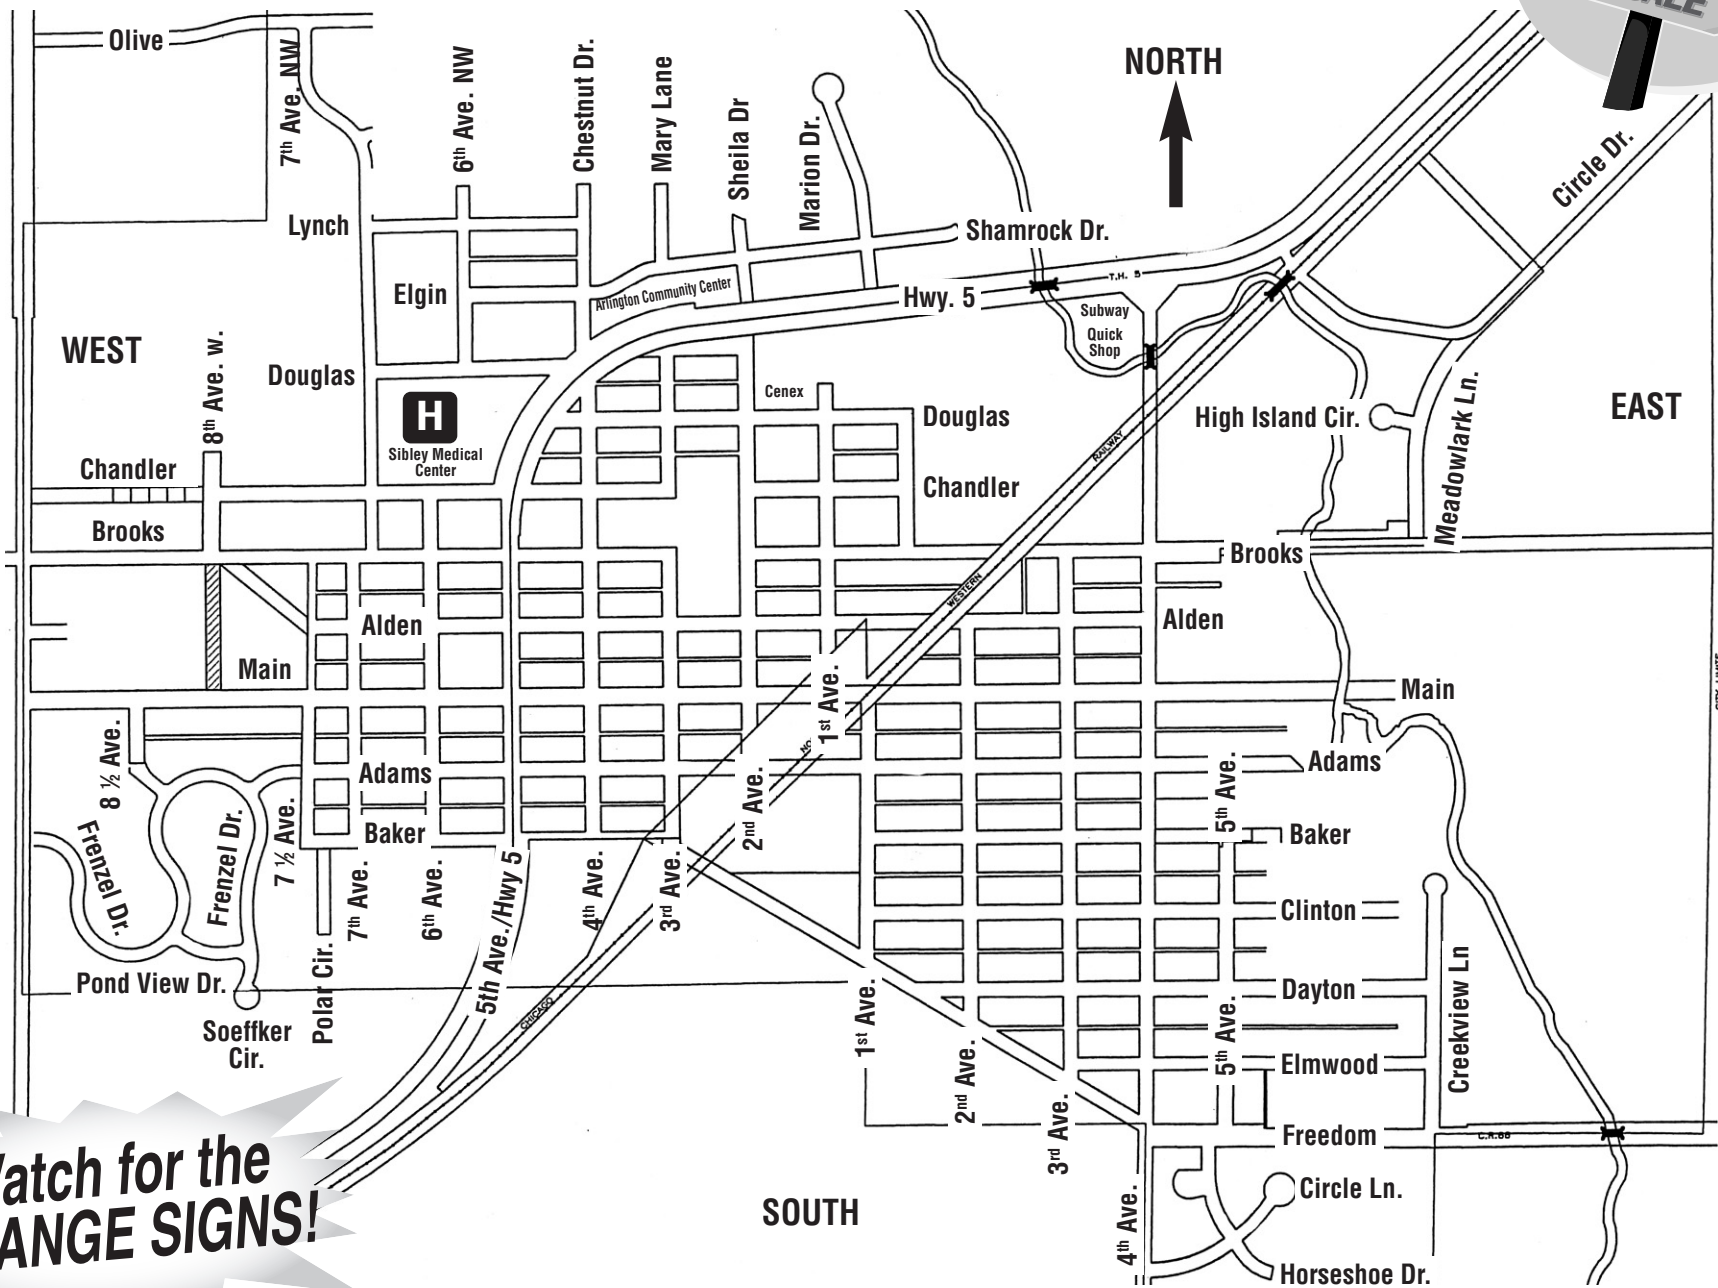 Olive
7th Ave. NW
6th Ave. NW
Chestnut Dr.
Mary Lane
Sheila Dr
Marion Dr.
NORTH
Circle Dr.
Lynch
Shamrock Dr.
T.H. 5
Elgin
Arlington Community Center
Hwy. 5
Subway
Quick
Shop
WEST
8th Ave. W.
Douglas
H
Sibley Medical
Center
Cenex
Douglas
High Island Cir.
Meadowlark Ln.
EAST
RAILWAY
Chandler
Chandler
Brooks
Brooks
WESTERN
Alden
Alden
Main
Main
1st Ave.
8 ½ Ave.
Adams
Adams
2nd Ave.
5th Ave.
Baker
Baker
Frenzel Dr.
Frenzel Dr.
7 ½ Ave.
7th Ave.
6th Ave.
5th Ave./Hwy 5
4th Ave.
3rd Ave.
Clinton
Pond View Dr.
Polar Cir.
CHICAGO
Dayton
Creekview Ln
Soeffker
Cir.
1st Ave.
2nd Ave.
5th Ave.
Elmwood
3rd Ave.
Freedom
C.R.66
atch for the
ANGE SIGNS!
SOUTH
4th Ave.
Circle Ln.
Horseshoe Dr.